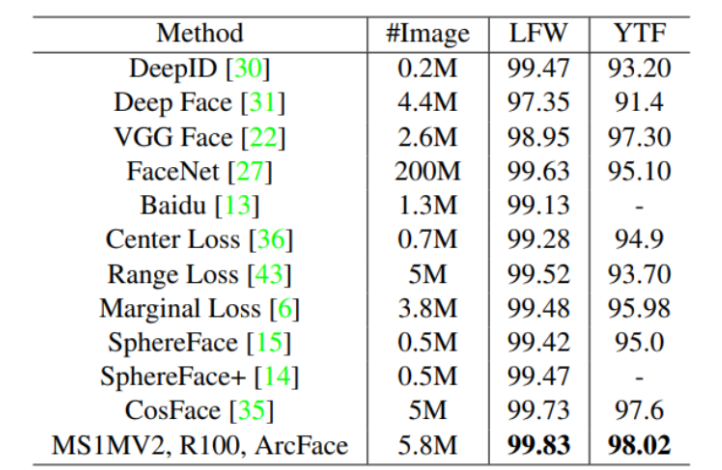 Method #Image LFW YTF
DeepID [30] 0.2M 99.47 93.20
Deep Face [31] 4.4M 97.35 91.4
VGG Face [22] 2.6M 98.95 97.30
FaceNet [27] 200M 99.63 95.10
Baidu [13] 1.3M 99.13 -
Center Loss [36] 0.7M 99.28 94.9
Range Loss [43] 5M 99.52 93.70
Marginal Loss [6] 3.8M 99.48 95.98
SphereFace [15] 0.5M 99.42 95.0
SphereFace+ [14] 0.5M 99.47 -
CosFace [35] 5M 99.73 97.6
MS1MV2, R100, ArcFace 5.8M 99.83 98.02